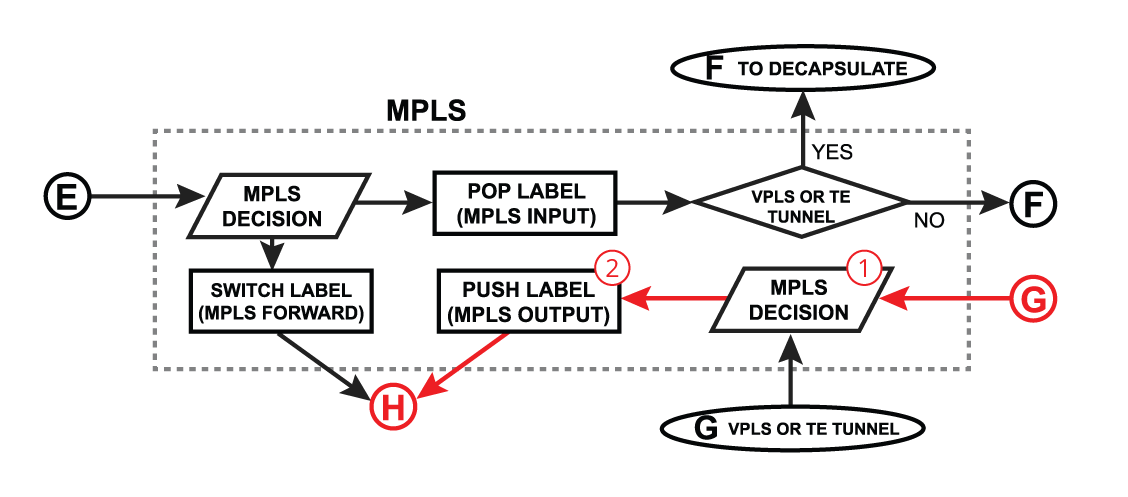 F TO DECAPSULATE
MPLS
YES
E
MPLS
DECISION
POP LABEL
(MPLS INPUT)
VPLS OR TE
TUNNEL
NO
F
SWITCH LABEL
(MPLS FORWARD)
2
PUSH LABEL
(MPLS OUTPUT)
1
MPLS
DECISION
G
H
G VPLS OR TE TUNNEL